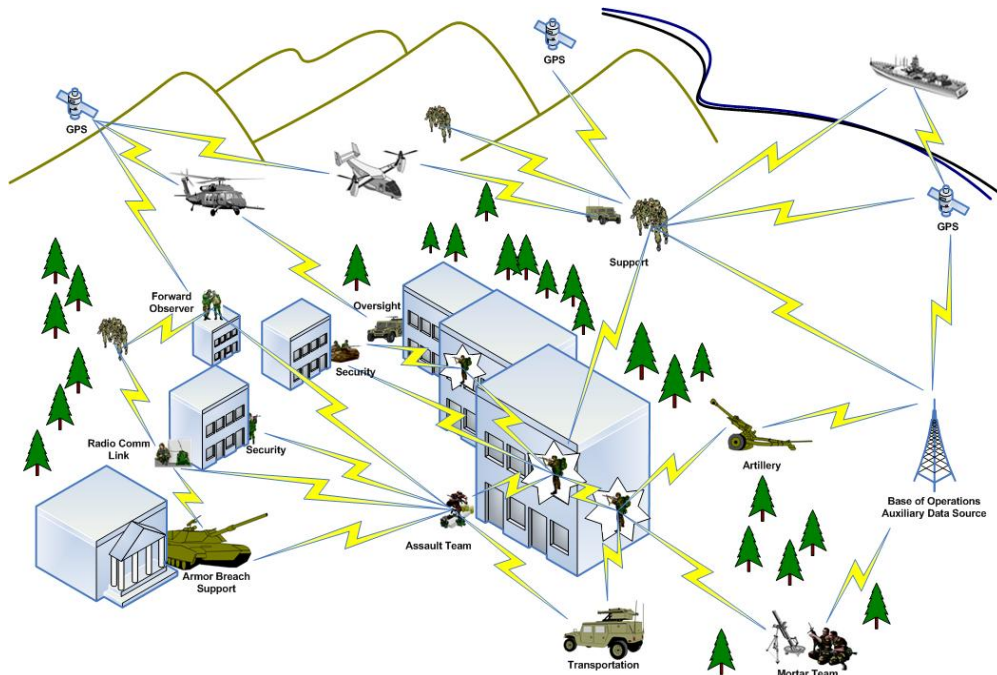 GPS
GPS
GPS
Support
Forward
Observer
Oversight
Security
Radio Comm
Link
Security
Artillery
Base of Operations
Auxiliary Data Source
Assault Team
Armor Breach
Support
Transportation
Mortar Team